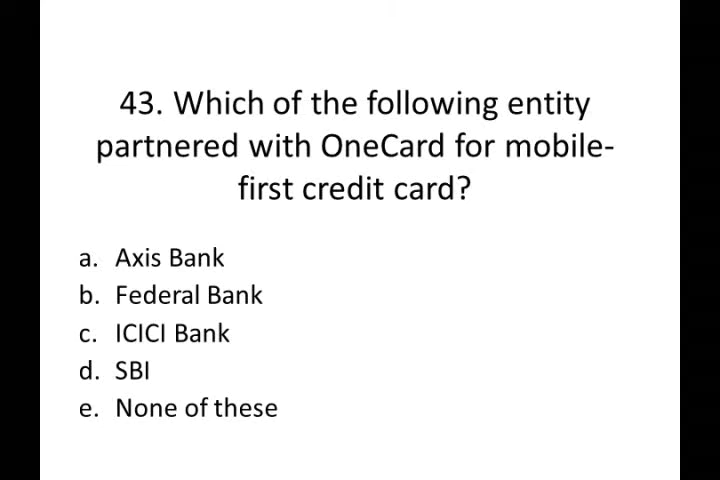 43. Which of the following entity
partnered with OneCard for mobile-
first credit card?
a. Axis Bank
b. Federal Bank
c. ICICI Bank
d. SBI
e. None of these